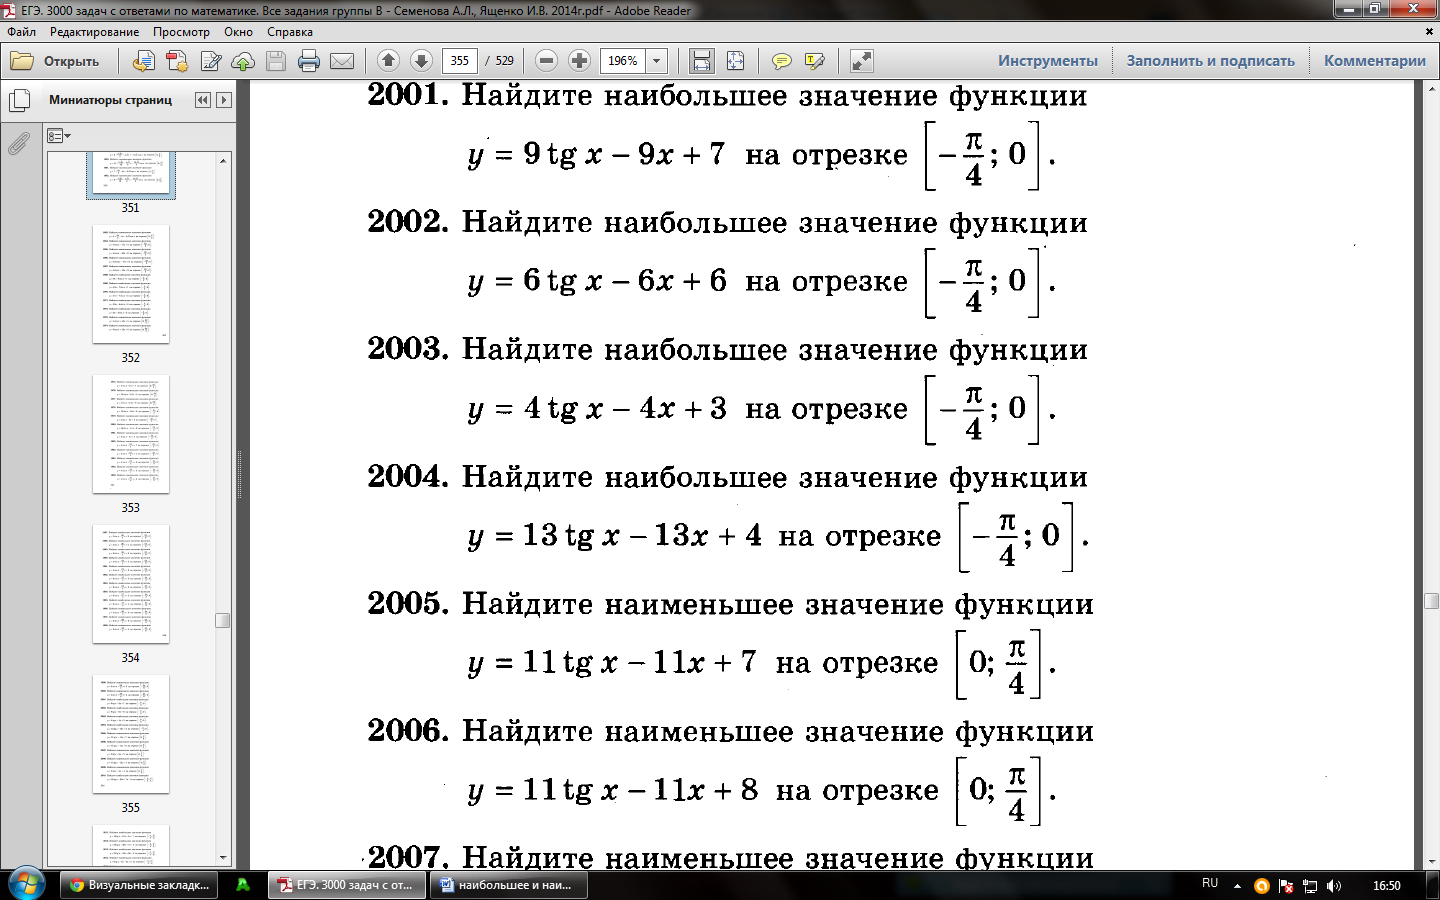 ЕГЭ. 3000 задач с ответами по математике. Все задания группы В - Семенова А.Л., Ященко И.В. 2014г.pdf - Adobe Reader
Файл Редактирование Просмотр Окно Справка
Открыть 355 / 529 196% Инструменты Заполнить и подписать Комментарии
Миниатюры страниц
351
352
353
354
355
2001. Найдите наибольшее значение функции
y = 9 tg x − 9x + 7 на отрезке [−π/4; 0].
2002. Найдите наибольшее значение функции
y = 6 tg x − 6x + 6 на отрезке [−π/4; 0].
2003. Найдите наибольшее значение функции
y = 4 tg x − 4x + 3 на отрезке [−π/4; 0].
2004. Найдите наибольшее значение функции
y = 13 tg x − 13x + 4 на отрезке [−π/4; 0].
2005. Найдите наименьшее значение функции
y = 11 tg x − 11x + 7 на отрезке [0; π/4].
2006. Найдите наименьшее значение функции
y = 11 tg x − 11x + 8 на отрезке [0; π/4].
2007. Найдите наименьшее значение функции
Визуальные закладк... ЕГЭ. 3000 задач с от... наибольшее и наи... RU 16:50